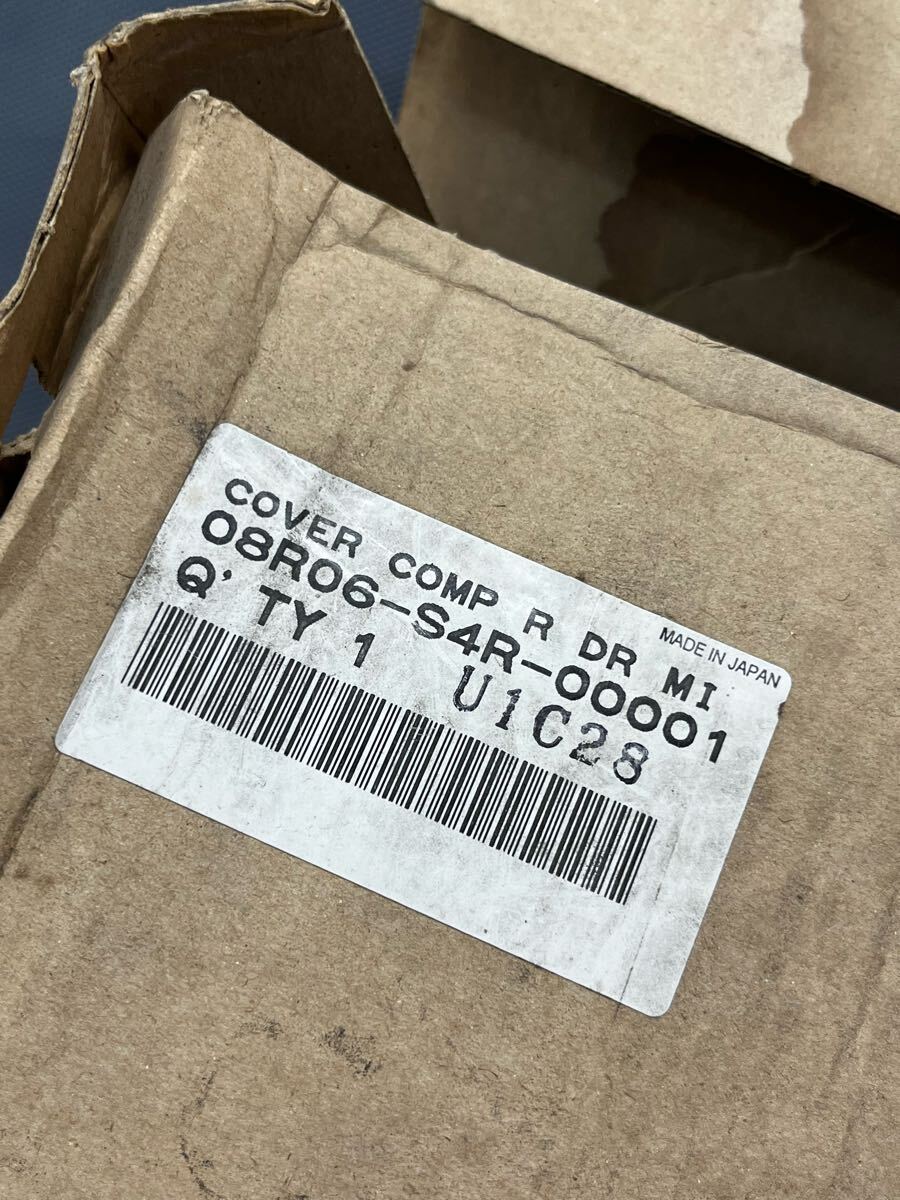 MADE IN JAPAN
COVER COMP R DR MI
08R06-S4R-00001
Q'TY 1 U1C28